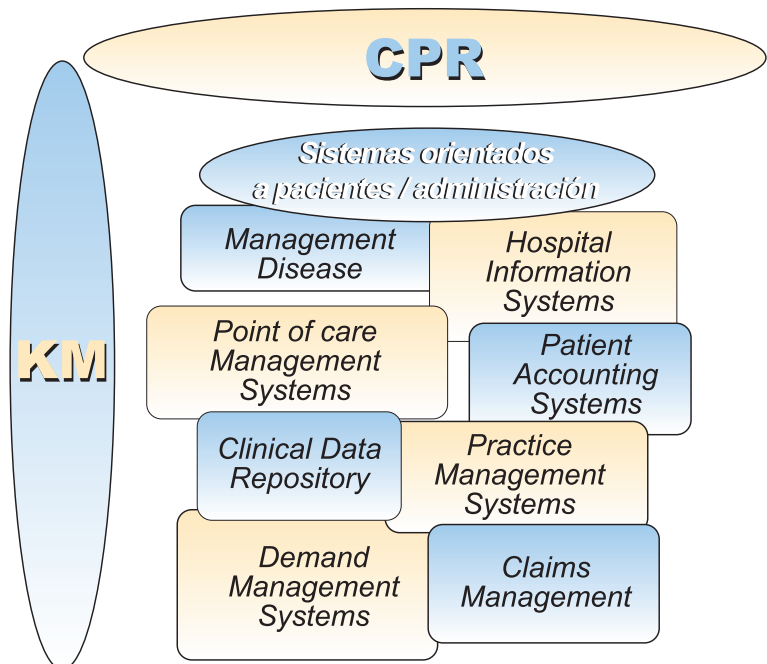 CPR
KM
Sistemas orientados
a pacientes / administración
Management
Disease
Hospital
Information
Systems
Point of care
Management
Systems
Patient
Accounting
Systems
Clinical Data
Repository
Practice
Management
Systems
Demand
Management
Systems
Claims
Management